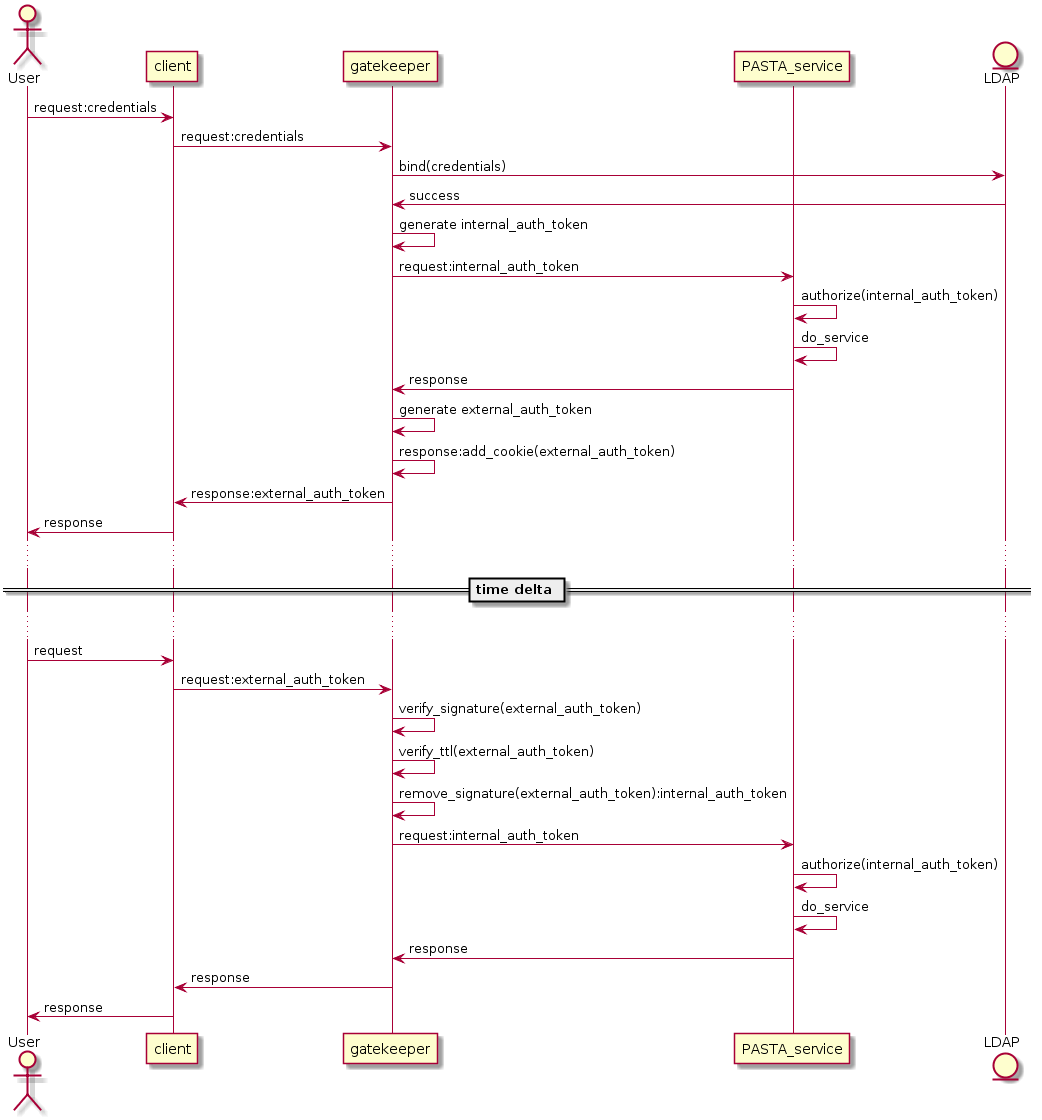 User
client
gatekeeper
PASTA_service
LDAP
request:credentials
request:credentials
bind(credentials)
success
generate internal_auth_token
request:internal_auth_token
authorize(internal_auth_token)
do_service
response
generate external_auth_token
response:add_cookie(external_auth_token)
response:external_auth_token
response
time delta
request
request:external_auth_token
verify_signature(external_auth_token)
verify_ttl(external_auth_token)
remove_signature(external_auth_token):internal_auth_token
request:internal_auth_token
authorize(internal_auth_token)
do_service
response
response
response
User
client
gatekeeper
PASTA_service
LDAP